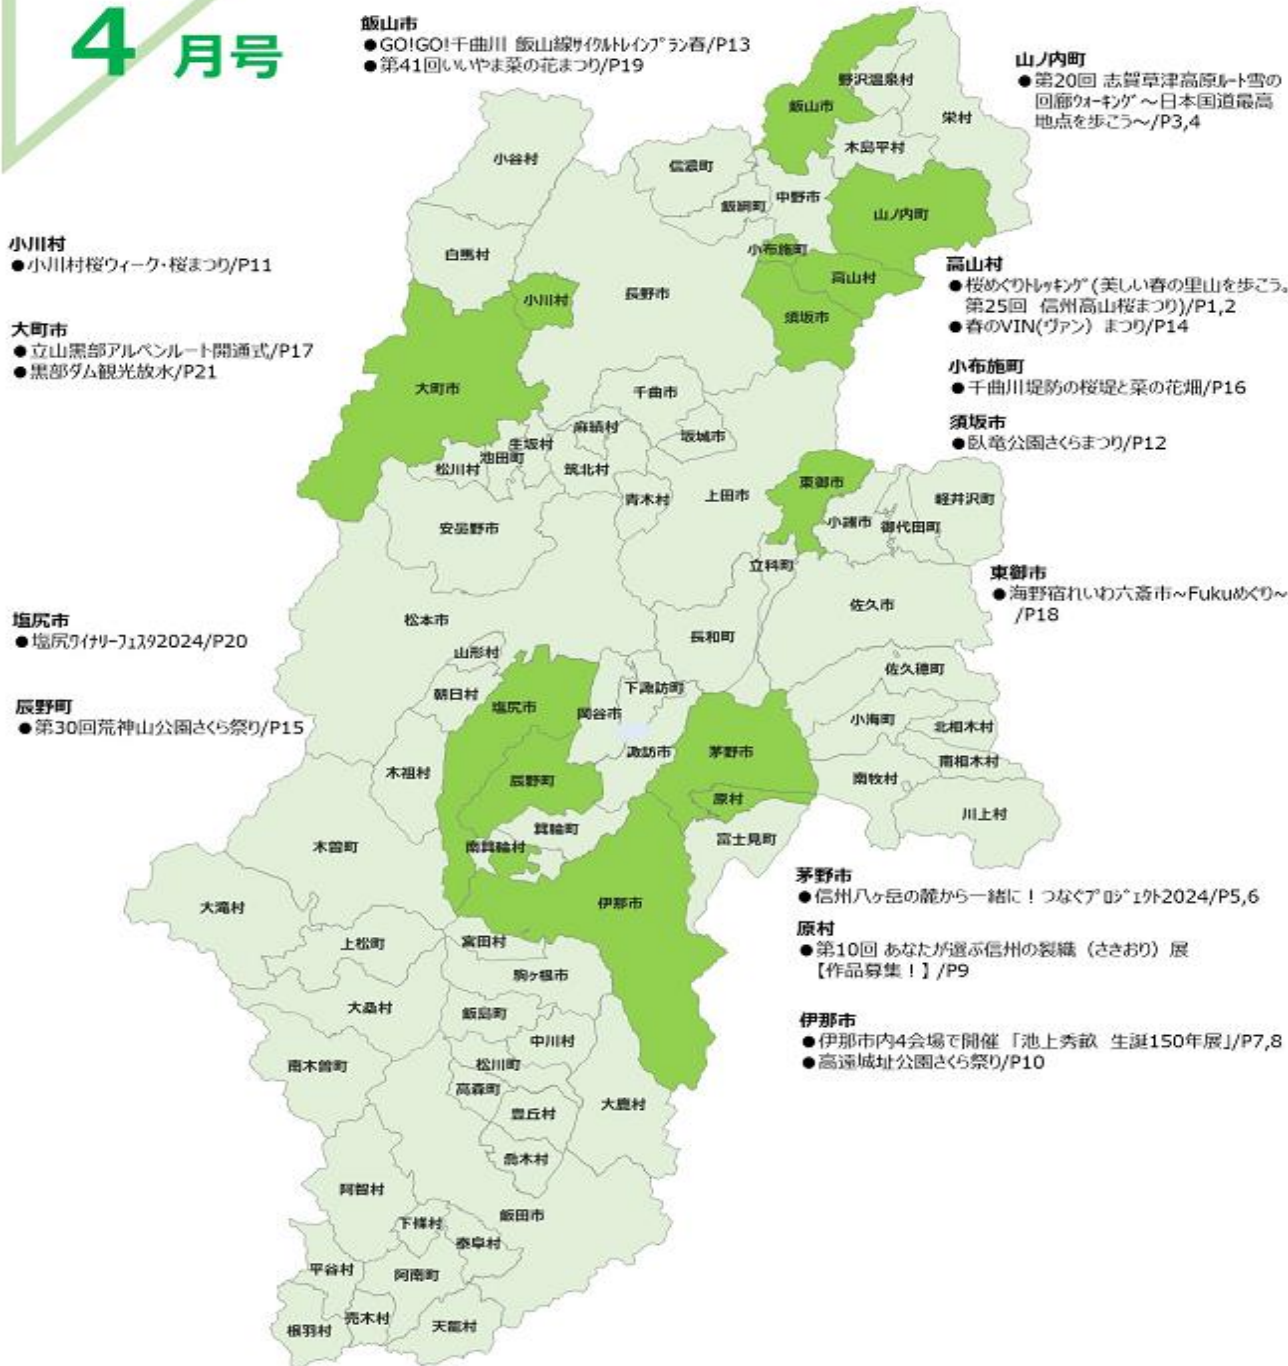 4月号
飯山市
●GO!GO!千曲川 飯山線ｻｲｸﾙﾄﾚｲﾝﾌﾟﾗﾝ春/P13
●第41回いいやま菜の花まつり/P19
山ノ内町
●第20回 志賀草津高原ﾙｰﾄ雪の
回廊ｳｫｰｷﾝｸﾞ～日本国道最高
地点を歩こう～/P3,4
小川村
●小川村桜ウィーク・桜まつり/P11
大町市
●立山黒部アルペンルート開通式/P17
●黒部ダム観光放水/P21
高山村
●桜めぐりﾄﾚｯｷﾝｸﾞ(美しい春の里山を歩こう。
第25回 信州高山桜まつり)/P1,2
●春のVIN(ヴァン) まつり/P14
小布施町
●千曲川堤防の桜堤と菜の花畑/P16
須坂市
●臥竜公園さくらまつり/P12
東御市
●海野宿れいわ六斎市~Fukuめぐり~
/P18
塩尻市
●塩尻ﾜｲﾅﾘｰﾌｪｽﾀ2024/P20
辰野町
●第30回荒神山公園さくら祭り/P15
茅野市
●信州八ヶ岳の麓から一緒に！つなぐﾌﾟﾛｼﾞｪｸﾄ2024/P5,6
原村
●第10回 あなたが選ぶ信州の裂織（さきおり）展
【作品募集！】/P9
伊那市
●伊那市内4会場で開催 「池上秀畝 生誕150年展」/P7,8
●高遠城址公園さくら祭り/P10
野沢温泉村
飯山市
栄村
木島平村
小谷村
信濃町
飯綱町
中野市
山ノ内町
白馬村
小布施町
高山村
小川村
長野市
須坂市
大町市
千曲市
麻績村
坂城市
生坂村
池田町
松川村
筑北村
青木村
上田市
東御市
軽井沢町
小諸市
御代田町
安曇野市
立科町
佐久市
松本市
長和町
山形村
佐久穂町
朝日村
下諏訪町
塩尻市
岡谷市
小海町
北相木村
諏訪市
茅野市
南相木村
木祖村
辰野町
南牧村
原村
川上村
箕輪町
富士見町
木曽町
南箕輪村
大滝村
伊那市
上松町
宮田村
駒ヶ根市
大桑村
飯島町
中川村
南木曽町
松川町
高森町
豊丘村
大鹿村
喬木村
阿智村
飯田市
下條村
泰阜村
平谷村
阿南町
売木村
根羽村
天龍村